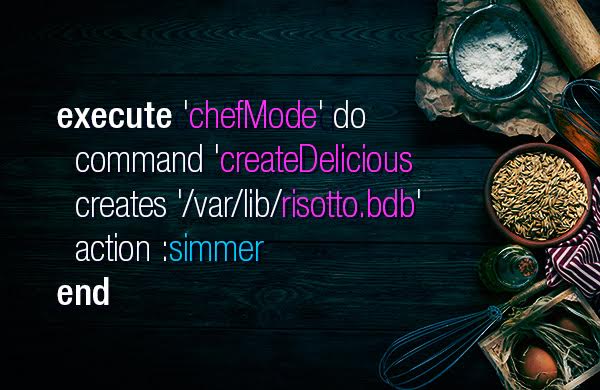 execute 'chefMode' do
command 'createDelicious
creates '/var/lib/risotto.bdb'
action :simmer
end